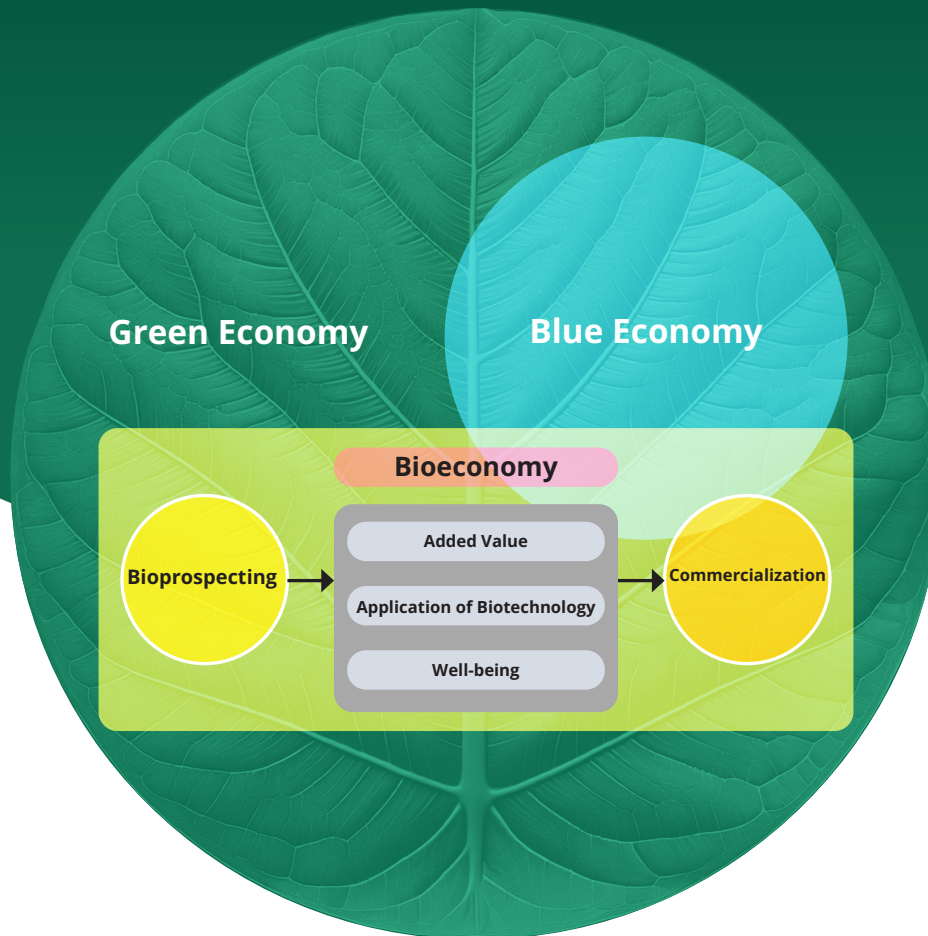 Green Economy
Blue Economy
Bioeconomy
Bioprospecting
Added Value
Application of Biotechnology
Well-being
Commercialization